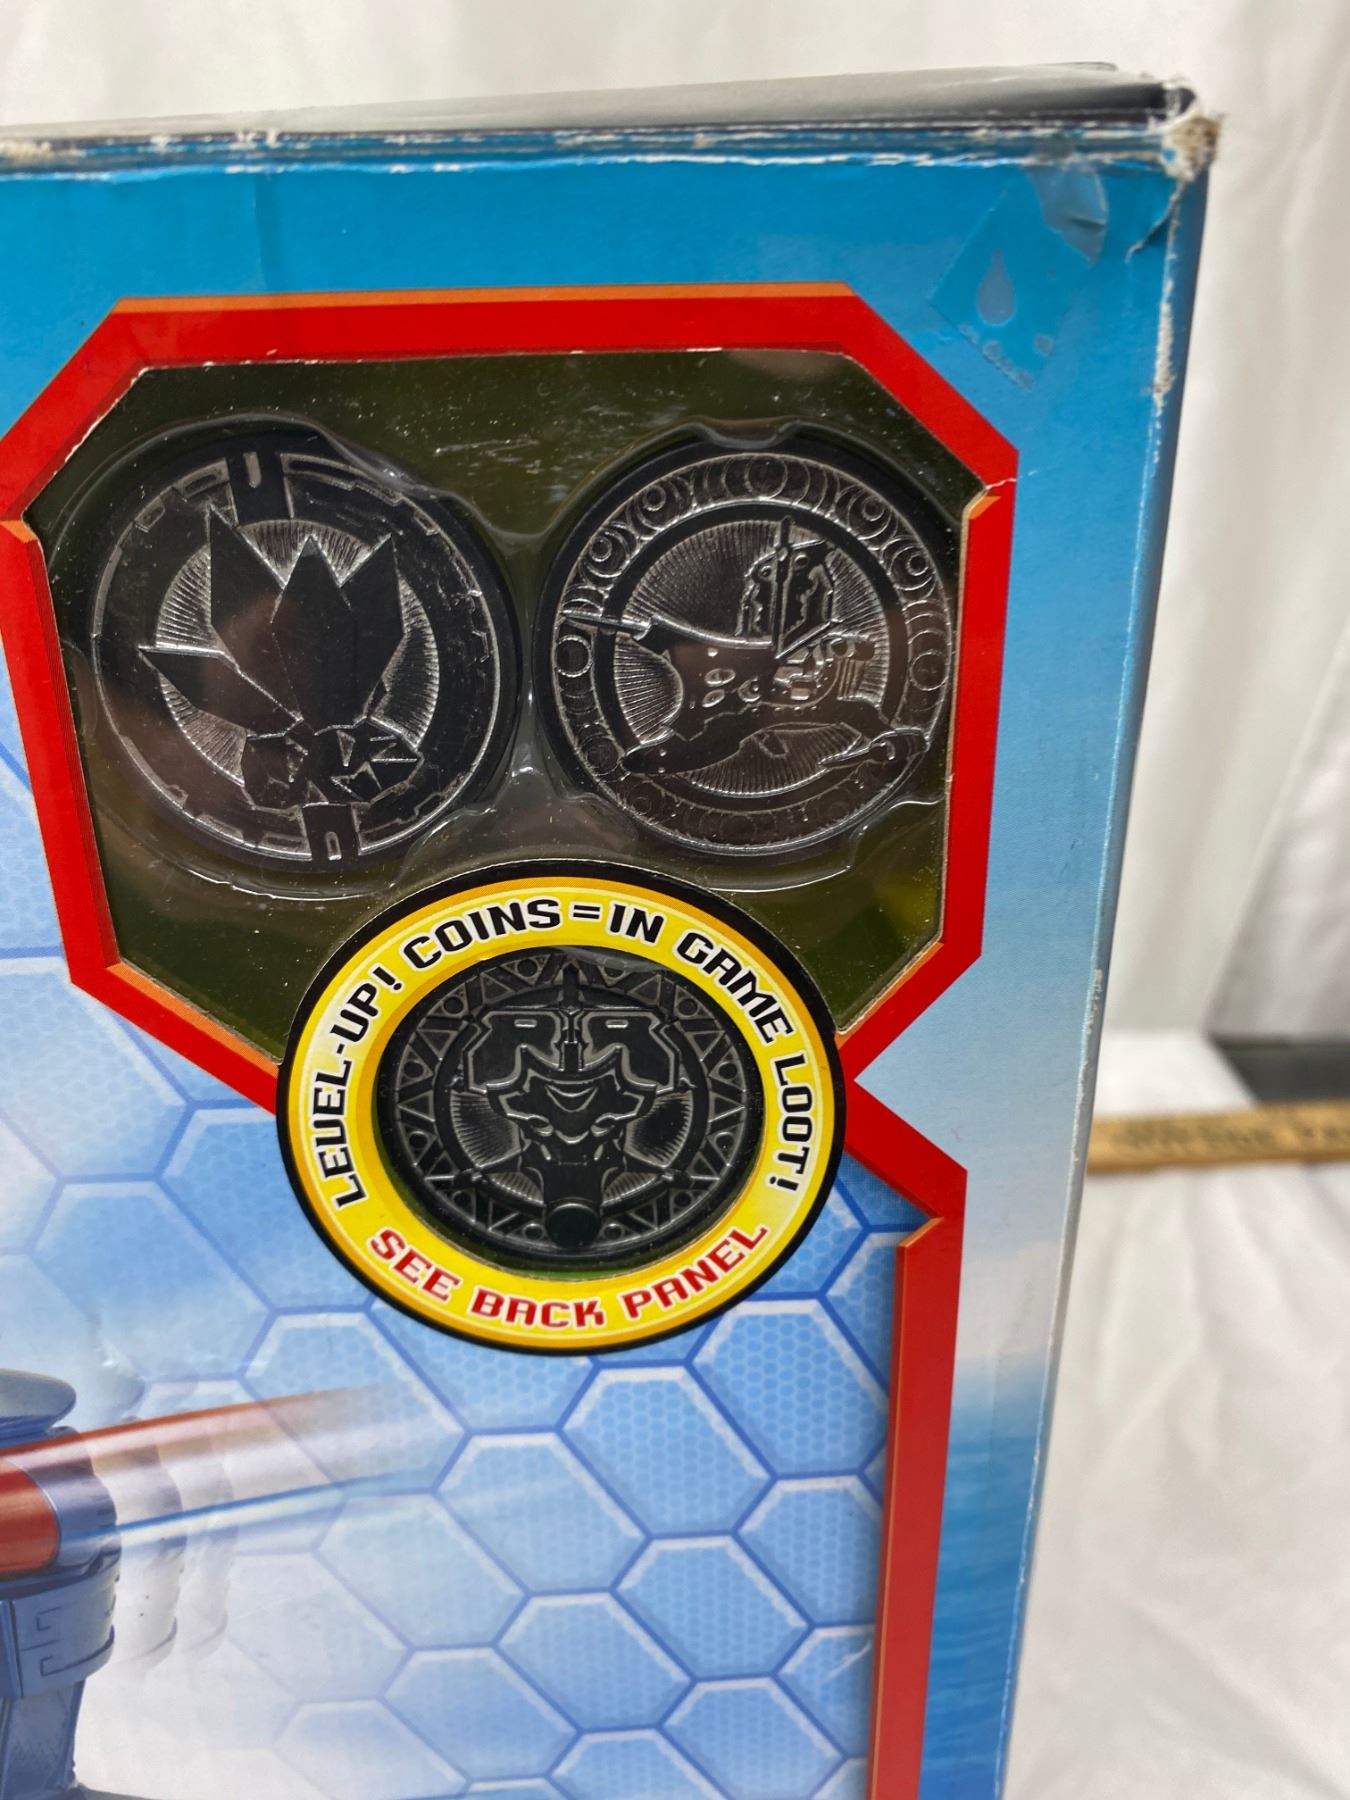 LEVEL-UP! COINS = IN GAME LOOT!
SEE BACK PANEL